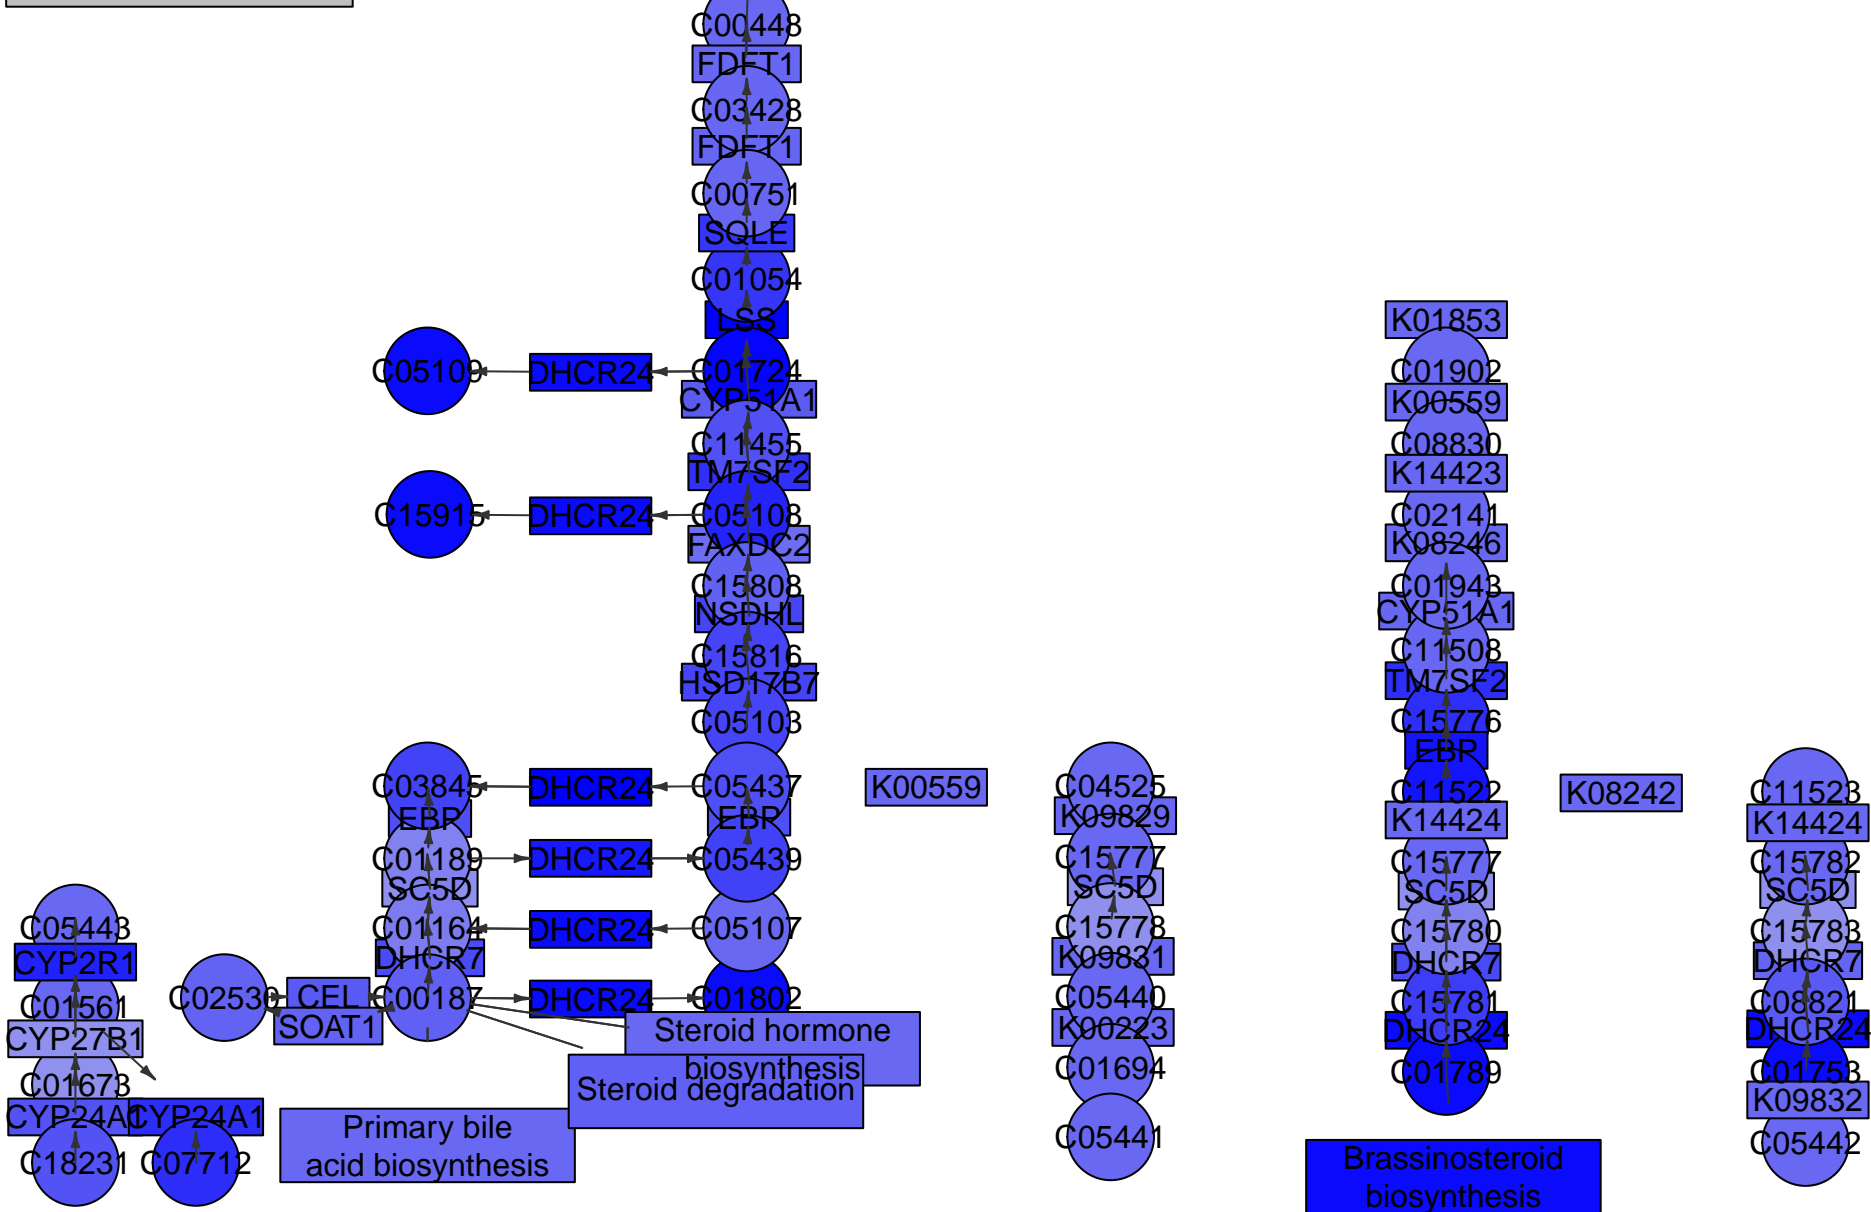 C00448
FDFT1
C03428
FDFT1
C00751
SQLE
C01054
LSS
K01853
C05109
DHCR24
C01724
C01902
CYP51A1
K00559
C11455
C08830
TM7SF2
K14423
C15915
DHCR24
C05108
C02141
FAXDC2
K08246
C15808
C01943
NSDHL
CYP51A1
C15816
C11508
HSD17B7
TM7SF2
C05103
C15776
EBP
C03845
DHCR24
C05437
K00559
C04525
C11522
K08242
C11523
EBP
EBP
K09829
K14424
K14424
C01189
DHCR24
C05439
C15777
C15777
C15782
SC5D
SC5D
SC5D
SC5D
C05443
C01164
DHCR24
C05107
C15778
C15780
C15783
CYP2R1
DHCR7
K09831
DHCR7
DHCR7
C01561
C02530
CEL
C00187
DHCR24
C01802
C05440
C15781
C08821
SOAT1
CYP27B1
Steroid hormone
biosynthesis
K00223
DHCR24
DHCR24
C01673
Steroid degradation
C01694
C01789
C01753
CYP24A1
CYP24A1
K09832
Primary bile
acid biosynthesis
C05441
C05442
C18231
C07712
Brassinosteroid
biosynthesis